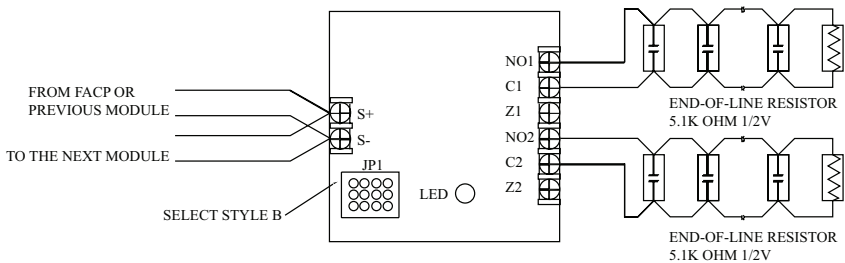 FROM FACP OR
PREVIOUS MODULE
TO THE NEXT MODULE
SELECT STYLE B
S+
S-
JP1
LED
NO1
C1
Z1
NO2
C2
Z2
END-OF-LINE RESISTOR
5.1K OHM 1/2V
END-OF-LINE RESISTOR
5.1K OHM 1/2V